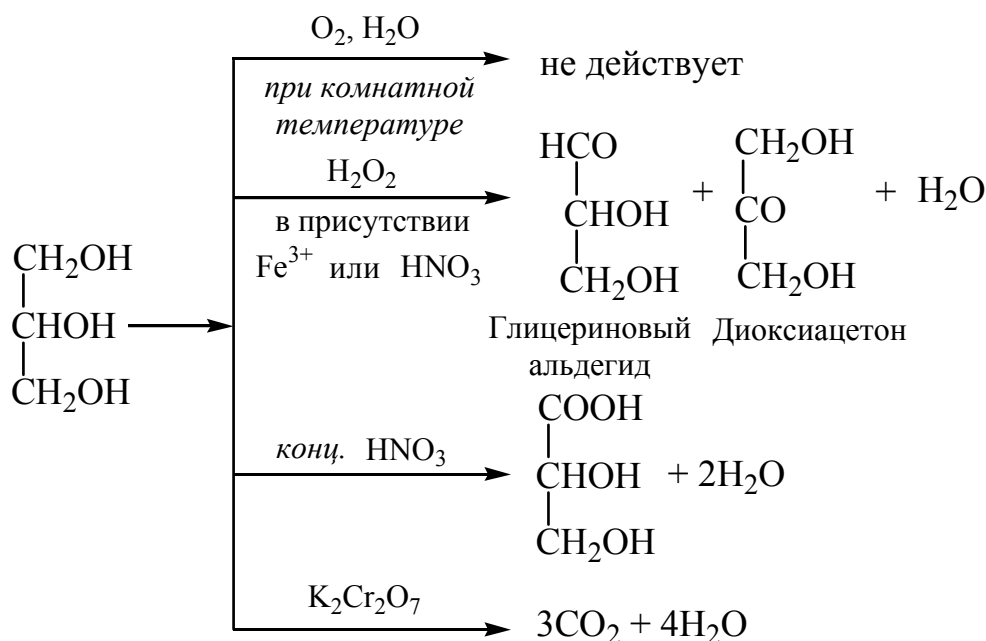 O₂, H₂O
не действует
при комнатной
температуре
H₂O₂
в присутствии
Fe³⁺ или HNO₃
HCO
CHOH
CH₂OH
+
CH₂OH
CO
CH₂OH
+ H₂O
CH₂OH
CHOH
CH₂OH
Глицериновый
альдегид
Диоксиацетон
конц. HNO₃
COOH
CHOH
CH₂OH
+ 2H₂O
K₂Cr₂O₇
3CO₂ + 4H₂O